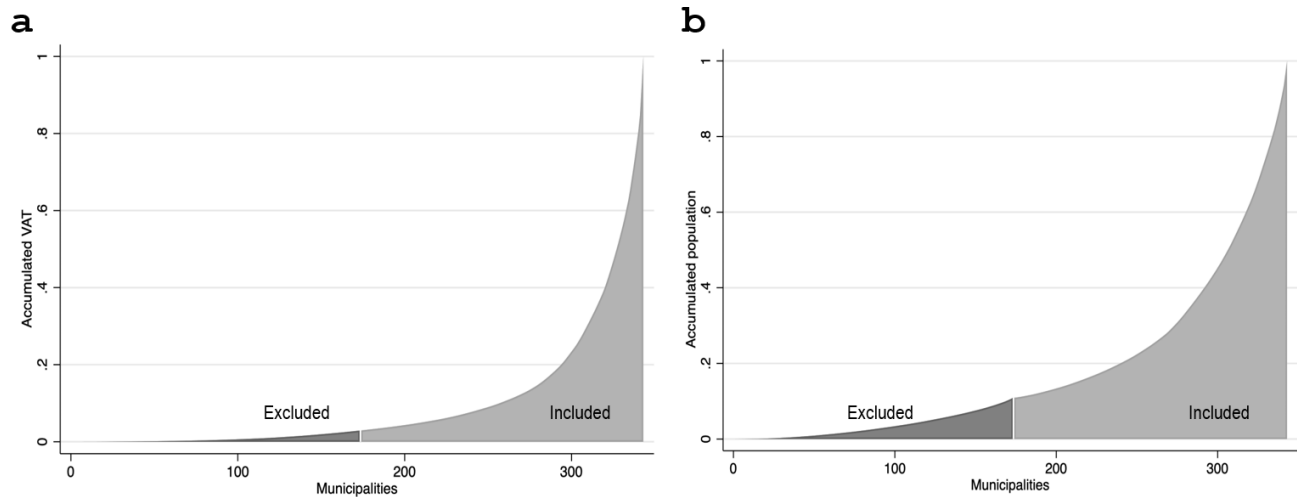 a
Accumulated VAT
1
.8
.6
.4
.2
0
Excluded
Included
0 100 200 300
Municipalities
b
Accumulated population
1
.8
.6
.4
.2
0
Excluded
Included
0 100 200 300
Municipalities